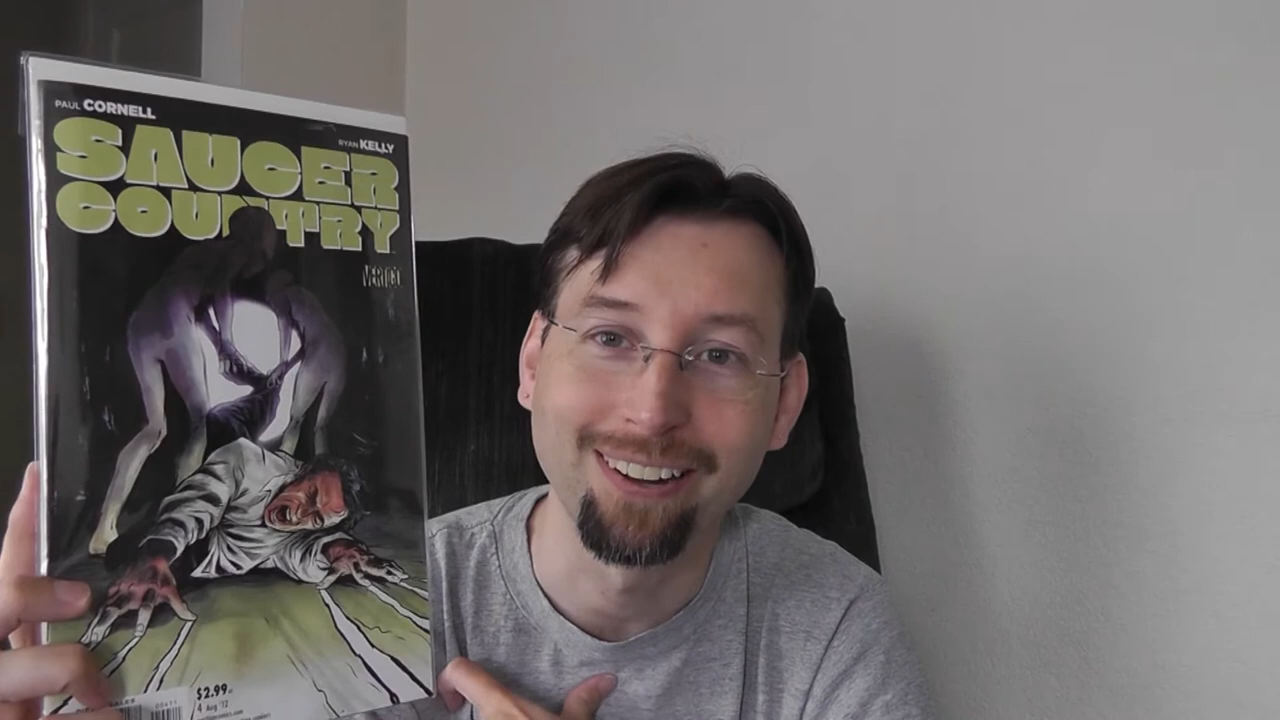 PAUL CORNELL
RYAN KELLY
SAUCER
COUNTRY
VERTIGO
$2.99
4 Aug '12